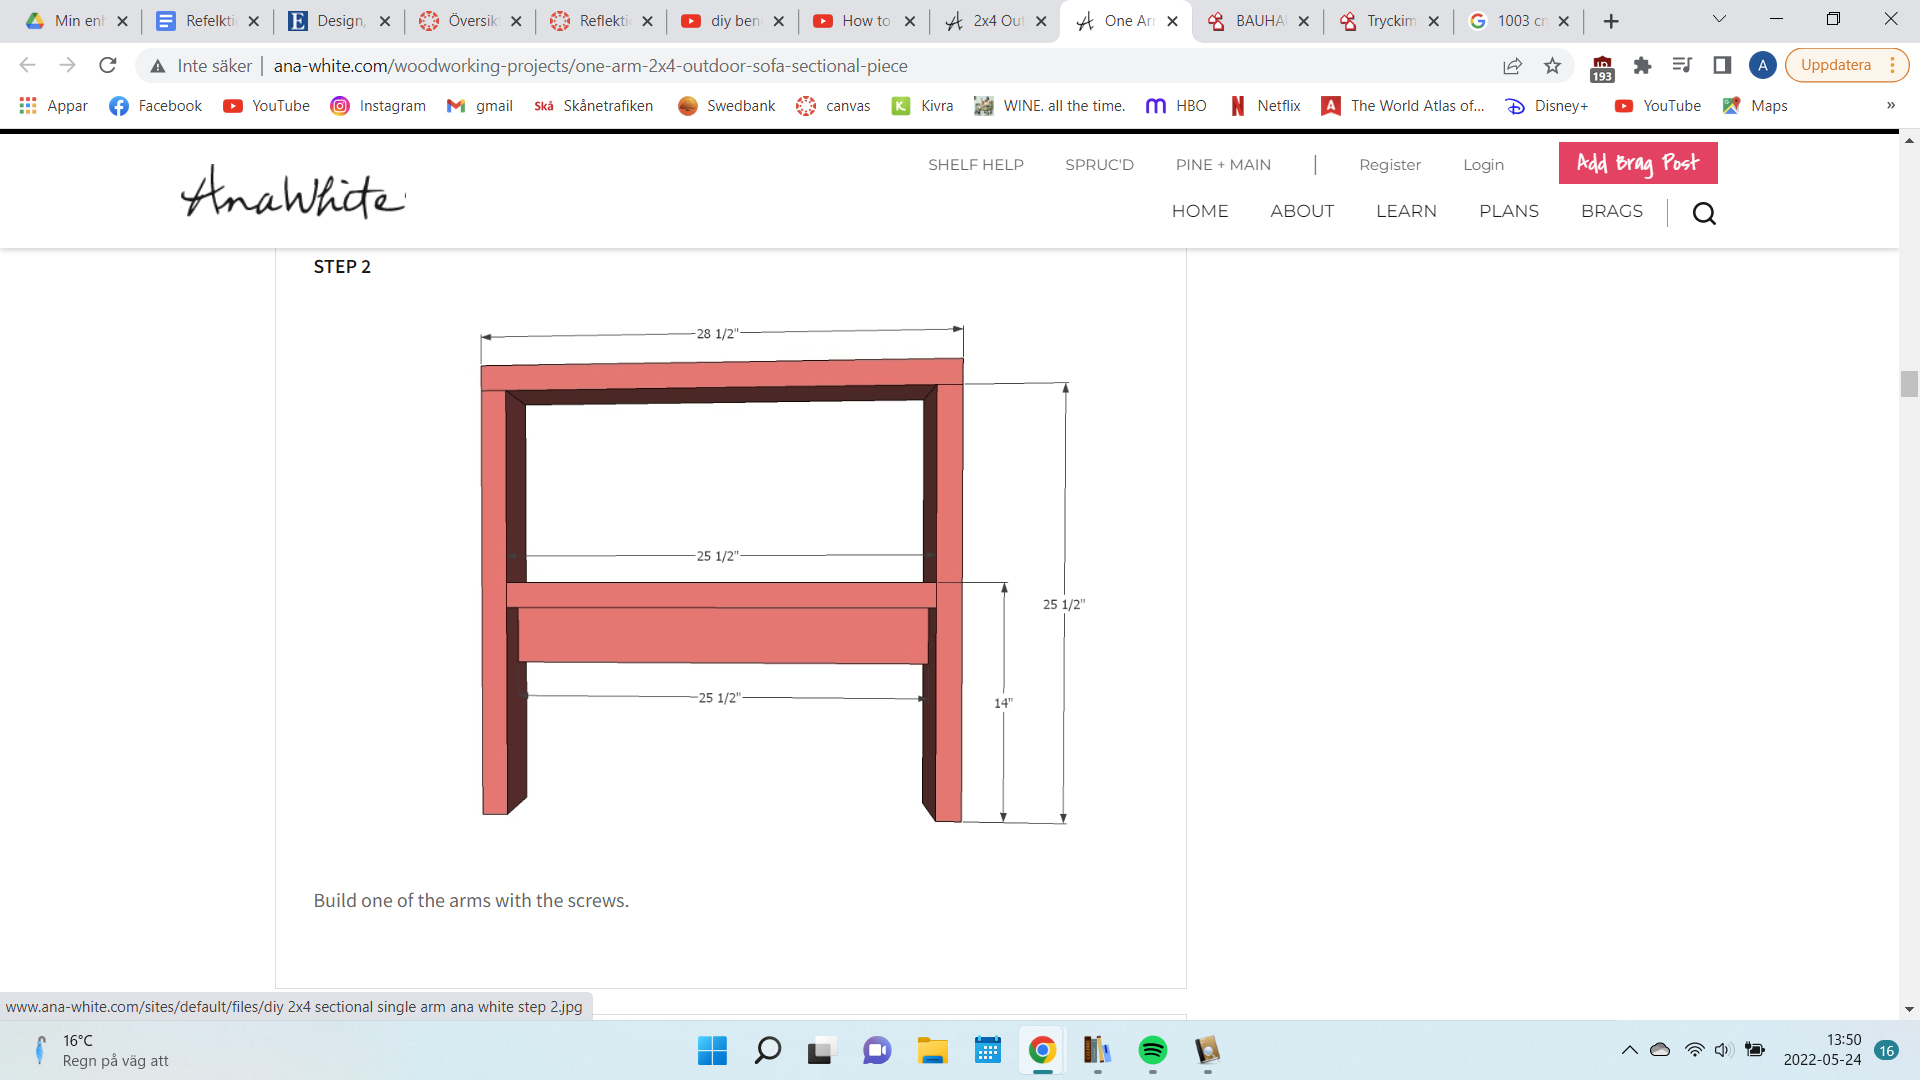 Min enh
Refelkti
Design,
Översik
Reflekti
diy ben
How to
2x4 Out
One Arm
BAUHA
Tryckim
1003 cm
Inte säker
ana-white.com/woodworking-projects/one-arm-2x4-outdoor-sofa-sectional-piece
193
A
Uppdatera
Appar
Facebook
YouTube
Instagram
gmail
Skå Skånetrafiken
Swedbank
canvas
Kivra
WINE. all the time.
HBO
Netflix
The World Atlas of...
Disney+
YouTube
Maps
»
SHELF HELP
SPRUC'D
PINE + MAIN
Register
Login
Add Brag Post
AnaWhite
HOME
ABOUT
LEARN
PLANS
BRAGS
STEP 2
28 1/2"
25 1/2"
25 1/2"
25 1/2"
14"
Build one of the arms with the screws.
www.ana-white.com/sites/default/files/diy 2x4 sectional single arm ana white step 2.jpg
16°C
Regn på väg att
13:50
2022-05-24
16